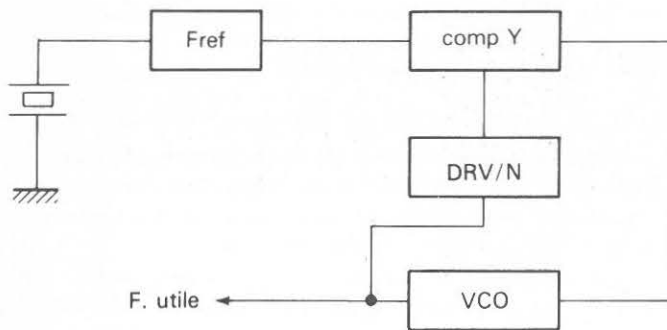 Fref
comp Y
DRV/N
F. utile
VCO